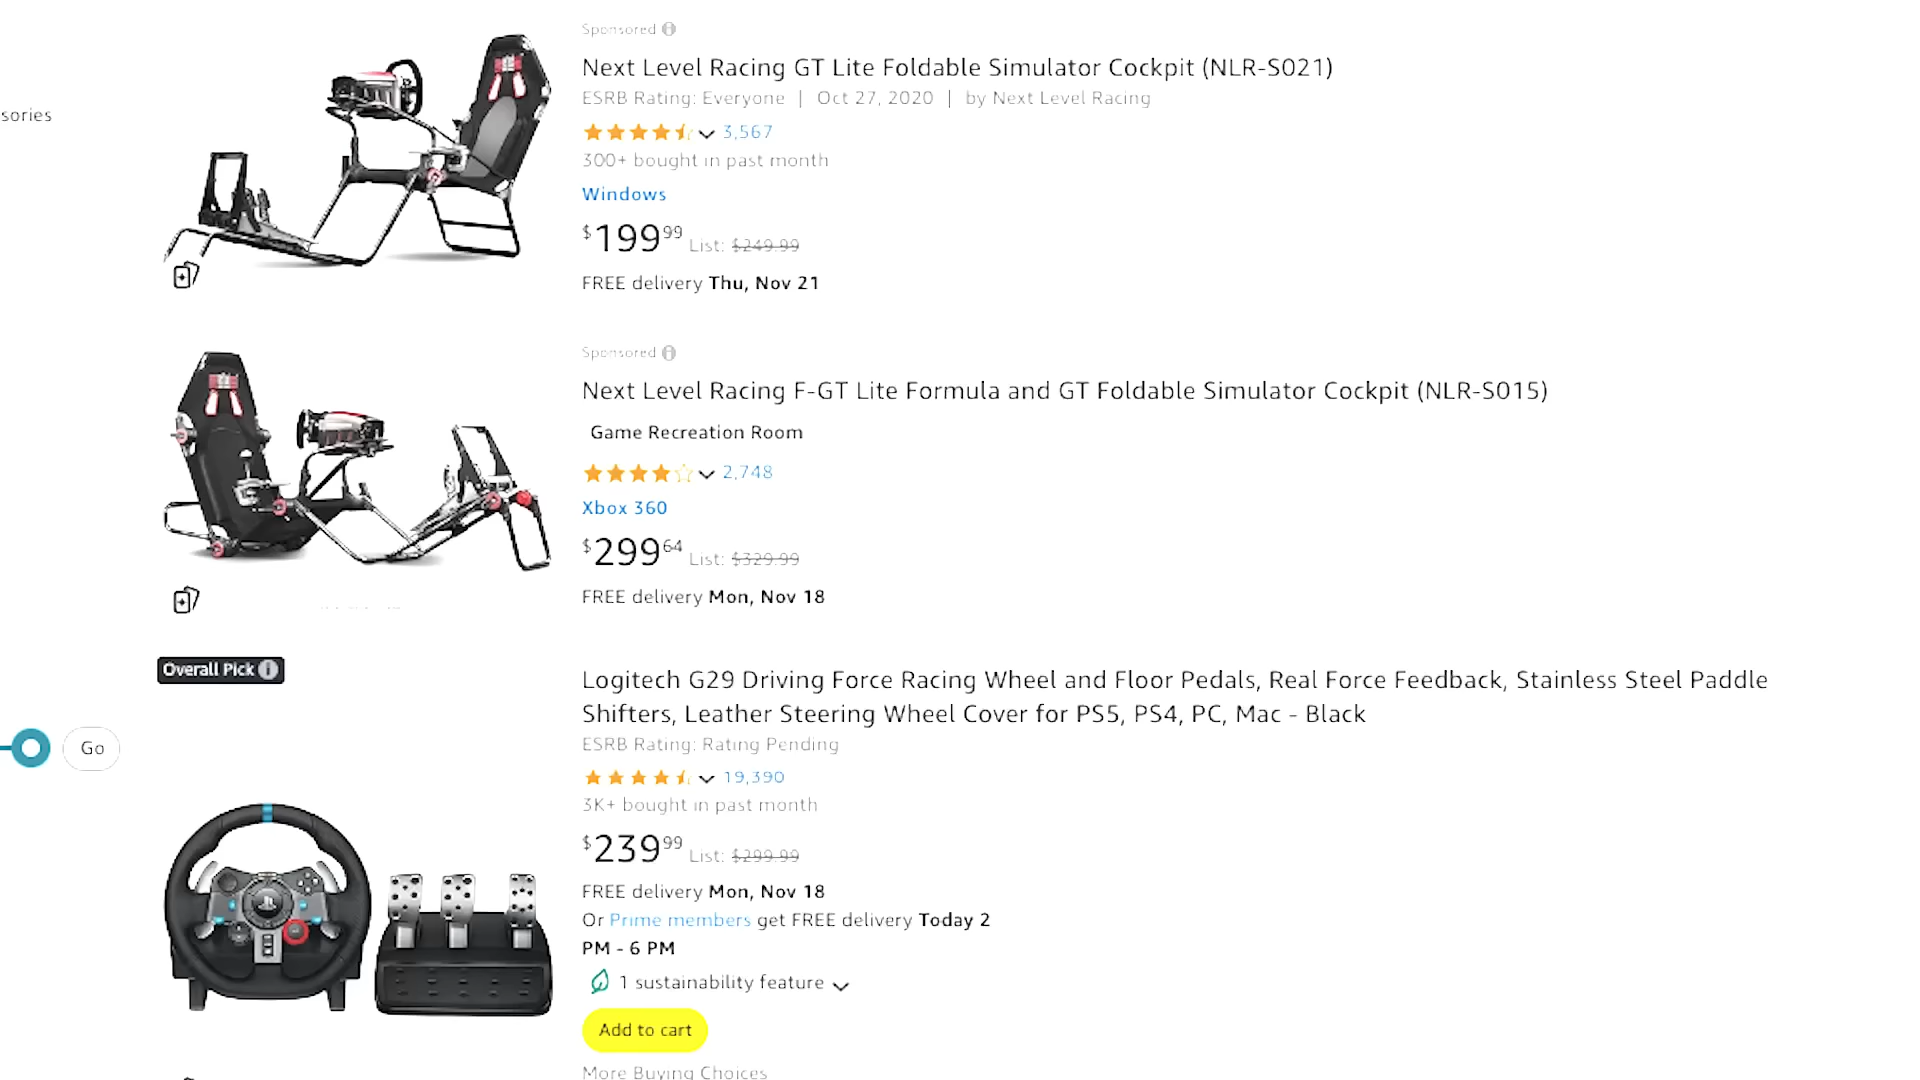 sories
Sponsored
Next Level Racing GT Lite Foldable Simulator Cockpit (NLR-S021)
ESRB Rating: Everyone | Oct 27, 2020 | by Next Level Racing
3,567
300+ bought in past month
Windows
$199.99 List: $249.99
FREE delivery Thu, Nov 21
Sponsored
Next Level Racing F-GT Lite Formula and GT Foldable Simulator Cockpit (NLR-S015)
Game Recreation Room
2,748
Xbox 360
$299.64 List: $329.99
FREE delivery Mon, Nov 18
Overall Pick
Logitech G29 Driving Force Racing Wheel and Floor Pedals, Real Force Feedback, Stainless Steel Paddle
Shifters, Leather Steering Wheel Cover for PS5, PS4, PC, Mac - Black
ESRB Rating: Rating Pending
Go
19,390
3K+ bought in past month
$239.99 List: $299.99
FREE delivery Mon, Nov 18
Or Prime members get FREE delivery Today 2
PM - 6 PM
1 sustainability feature
Add to cart
More Buying Choices